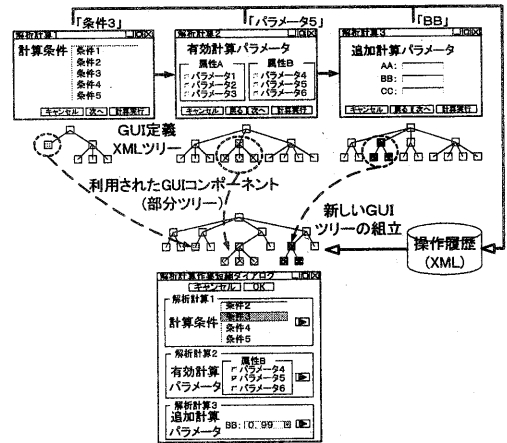 「条件3」
「パラメータ5」
「BB」
解析計算1
計算条件
条件1
条件2
条件3
条件4
条件5
キャンセル 次へ 計算実行
解析計算2
有効計算パラメータ
属性A
パラメータ1
パラメータ2
パラメータ3
属性B
パラメータ4
パラメータ5
パラメータ6
キャンセル 戻る 次へ 計算実行
解析計算3
追加計算パラメータ
AA:
BB:
CC:
キャンセル 戻る 次へ 計算実行
GUI定義
XMLツリー
利用されたGUIコンポーネント
(部分ツリー)
新しいGUI
ツリーの組立
操作履歴
(XML)
解析計算作業短縮ダイアログ
キャンセル OK
解析計算1
計算条件
条件2
条件3
条件4
条件5
解析計算2
有効計算
パラメータ
属性B
パラメータ4
パラメータ5
パラメータ6
解析計算3
追加計算
パラメータ
BB: 0.99